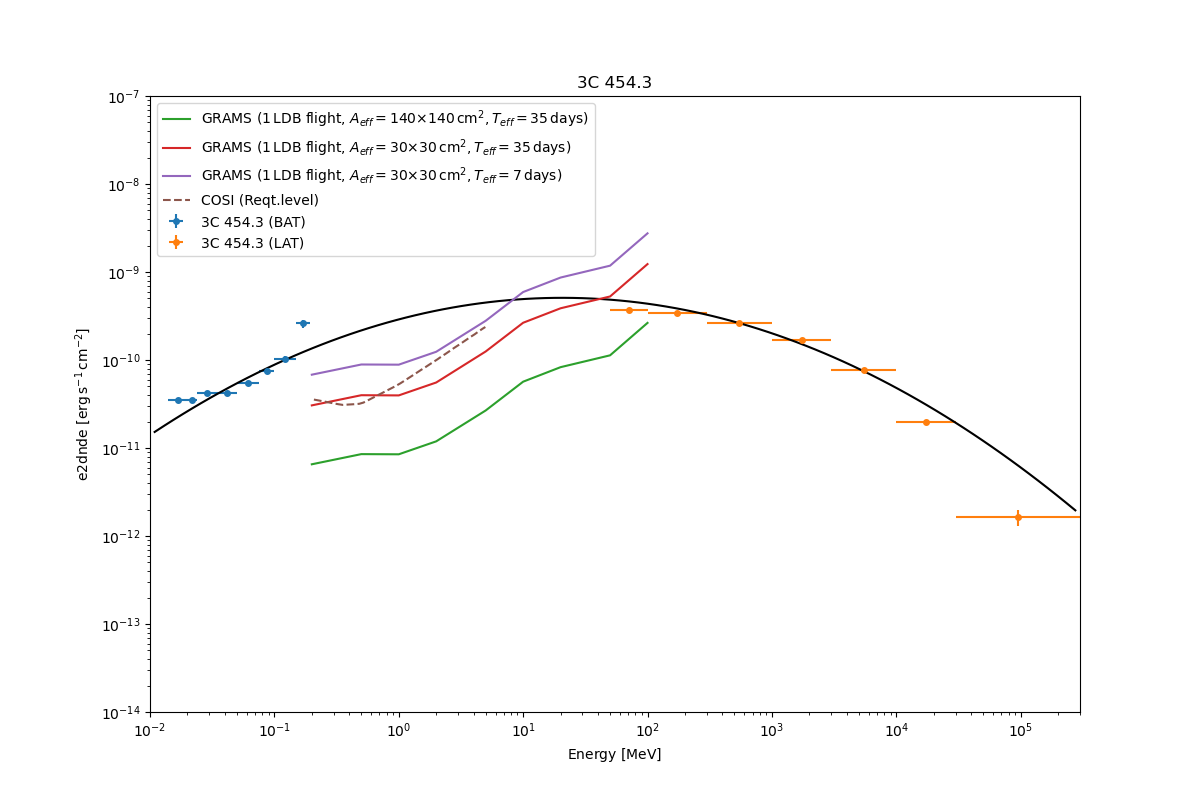 3C 454.3
GRAMS (1 LDB flight, A_eff = 140×140 cm², T_eff = 35 days)
GRAMS (1 LDB flight, A_eff = 30×30 cm², T_eff = 35 days)
GRAMS (1 LDB flight, A_eff = 30×30 cm², T_eff = 7 days)
COSI (Reqt.level)
3C 454.3 (BAT)
3C 454.3 (LAT)
e2dnde [erg s⁻¹ cm⁻²]
10⁻⁷
10⁻⁸
10⁻⁹
10⁻¹⁰
10⁻¹¹
10⁻¹²
10⁻¹³
10⁻¹⁴
10⁻² 10⁻¹ 10⁰ 10¹ 10² 10³ 10⁴ 10⁵
Energy [MeV]